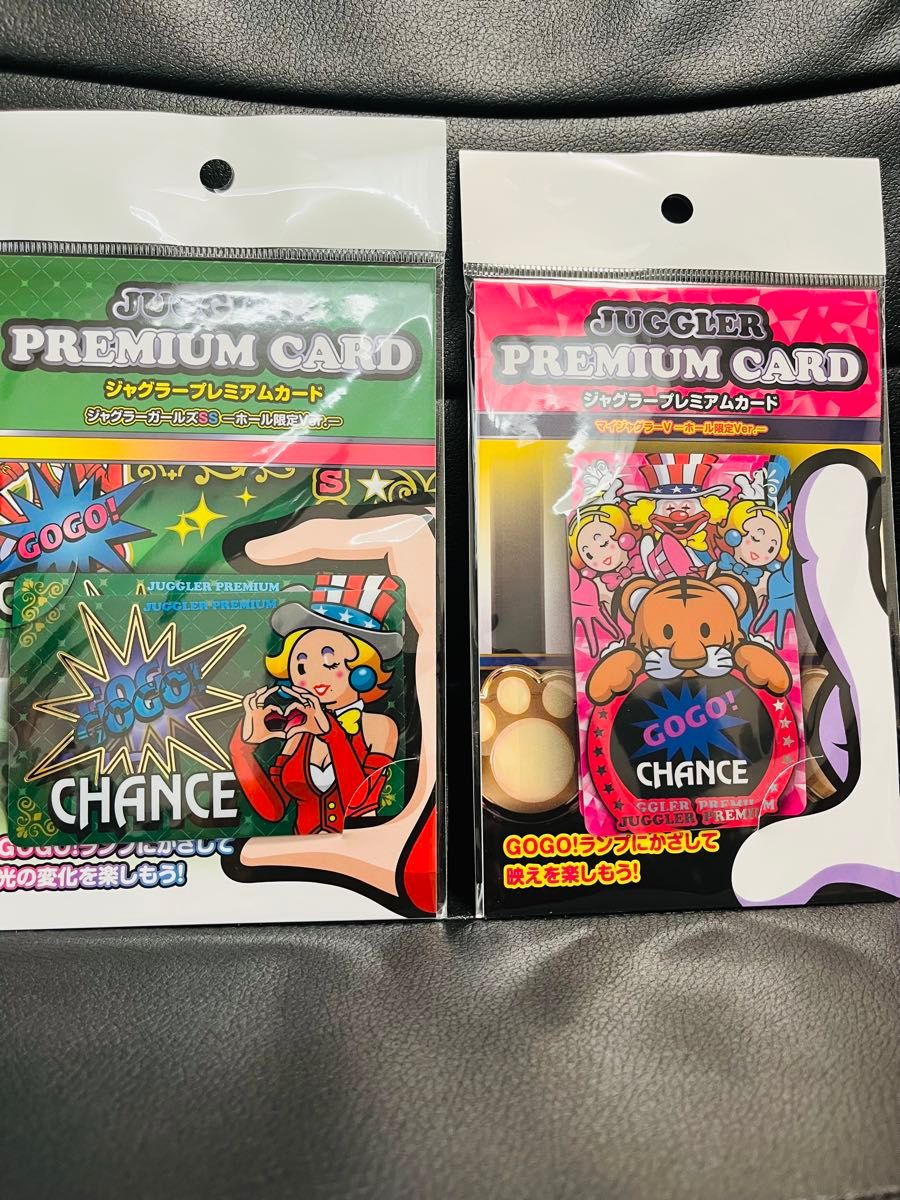 JUGGLER
PREMIUM CARD
ジャグラープレミアムカード
ジャグラーガールズSS ーホール限定Ver.ー
S
GOGO!
JUGGLER PREMIUM
JUGGLER PREMIUM
GOGO!
CHANCE
GOGO!ランプにかざして
光の変化を楽しもう!
JUGGLER
PREMIUM CARD
ジャグラープレミアムカード
マイジャグラーV ーホール限定Ver.ー
GOGO!
CHANCE
GGLER PREMIUM
JUGGLER PREMIUM
GOGO!ランプにかざして
映えを楽しもう!